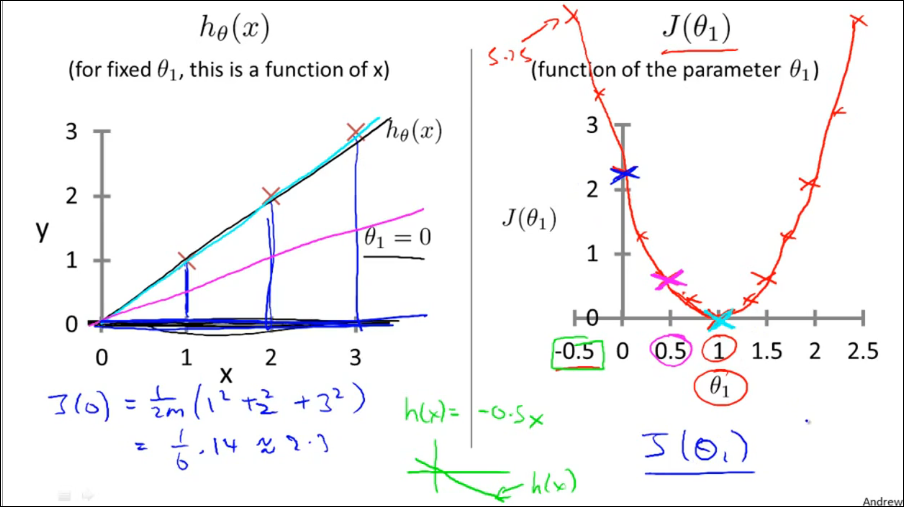 h_θ(x)
(for fixed θ₁, this is a function of x)
3
2
1
0
y
0 1 2 3
x
h_θ(x)
θ₁ = 0
J(0) = 1/2m (1² + 2² + 3²)
= 1/6 · 14 ≈ 2.3
h(x) = -0.5x
h(x)
J(θ₁)
5.25
(function of the parameter θ₁)
3
2
1
0
J(θ₁)
-0.5 0 0.5 1 1.5 2 2.5
θ₁
J(θ₁)
Andrew